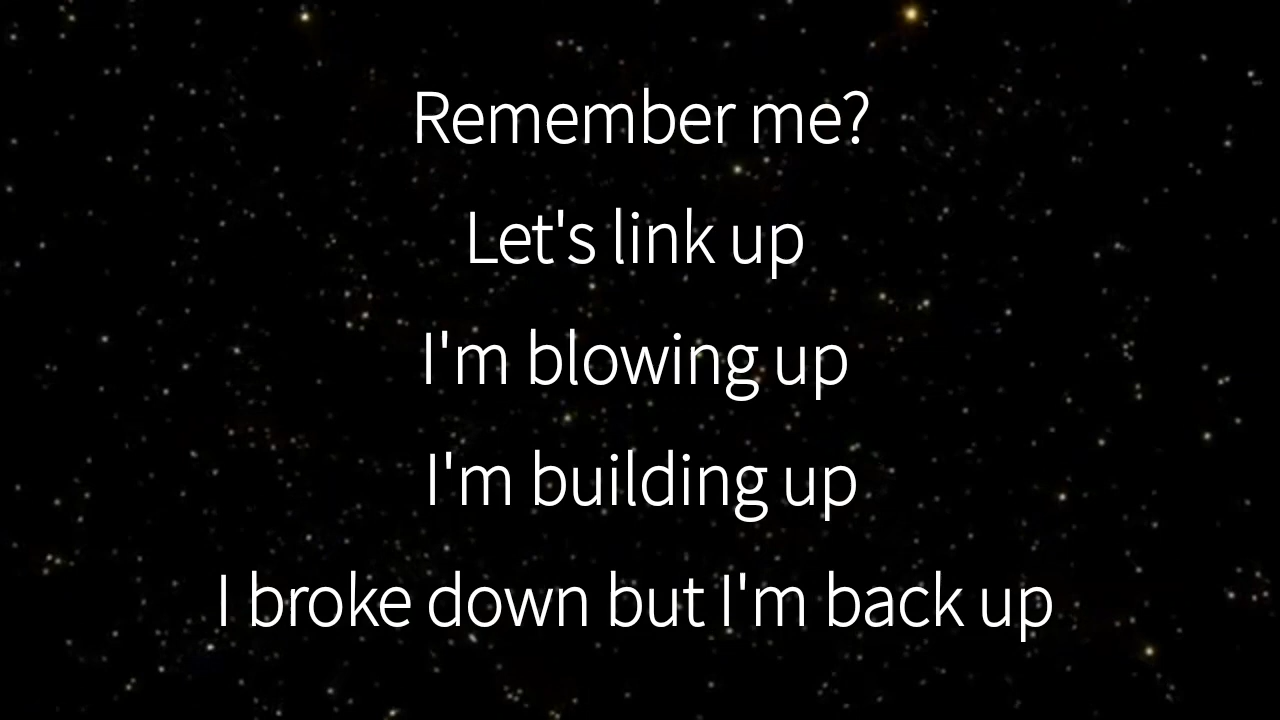 Remember me?
Let's link up
I'm blowing up
I'm building up
I broke down but I'm back up